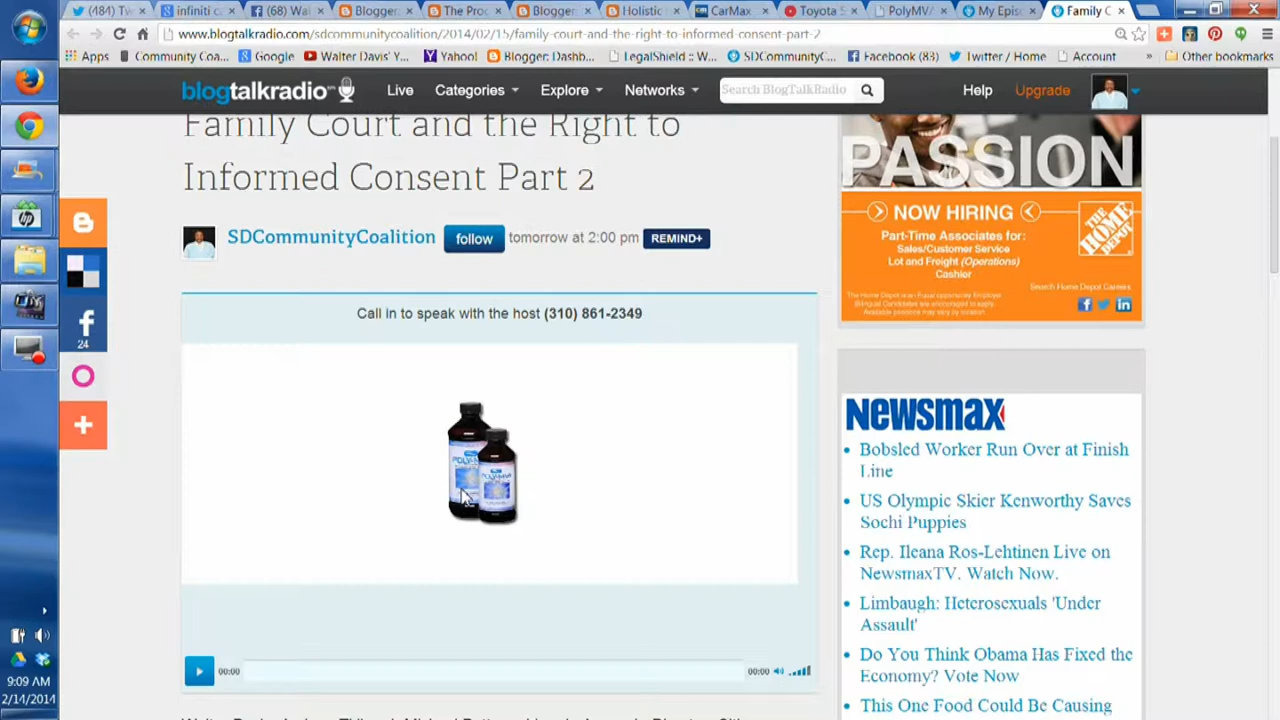 (484) Tw
infiniti c
(68) Wa
Blogger:
The Pro
Blogger:
Holistic
CarMax
Toyota S
PolyMVA
My Epis
Family C
www.blogtalkradio.com/sdcommunitycoalition/2014/02/15/family-court-and-the-right-to-informed-consent-part-2
Apps
Community Coa...
Google
Walter Davis' Y...
Yahoo!
Blogger: Dashb...
LegalShield :: W...
SDCommunityC...
Facebook (83)
Twitter / Home
Account
»
Other bookmarks
blogtalkradio
Live
Categories
Explore
Networks
Search BlogTalkRadio
Help
Upgrade
Family Court and the Right to
Informed Consent Part 2
SDCommunityCoalition
follow
tomorrow at 2:00 pm
REMIND+
Call in to speak with the host (310) 861-2349
00:00
00:00
24
PASSION
NOW HIRING
Part-Time Associates for:
Sales/Customer Service
Lot and Freight (Operations)
Cashier
THE HOME DEPOT
Search Home Depot Careers
Newsmax
Bobsled Worker Run Over at Finish
Line
US Olympic Skier Kenworthy Saves
Sochi Puppies
Rep. Ileana Ros-Lehtinen Live on
NewsmaxTV. Watch Now.
Limbaugh: Heterosexuals 'Under
Assault'
Do You Think Obama Has Fixed the
Economy? Vote Now
This One Food Could Be Causing
9:09 AM
2/14/2014